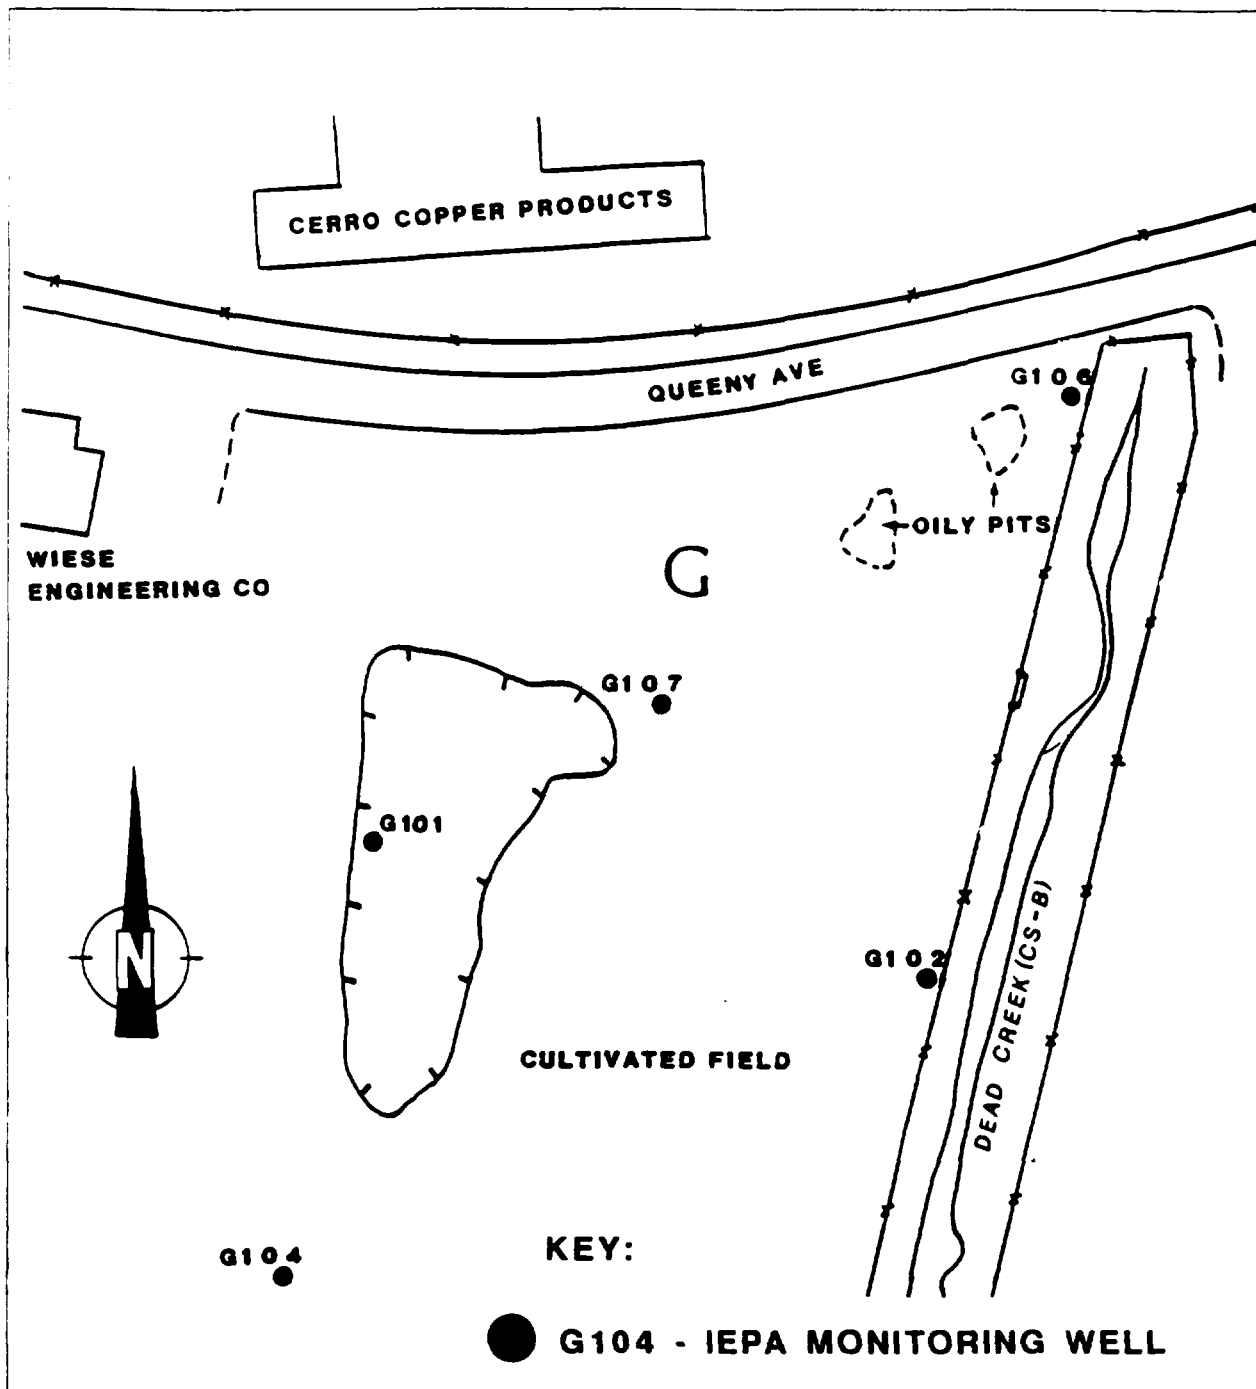 CERRO COPPER PRODUCTS
QUEENY AVE
G106
OILY PITS
WIESE
ENGINEERING CO
G
G107
G101
N
G102
DEAD CREEK (CS-B)
CULTIVATED FIELD
G104
KEY:
G104 - IEPA MONITORING WELL